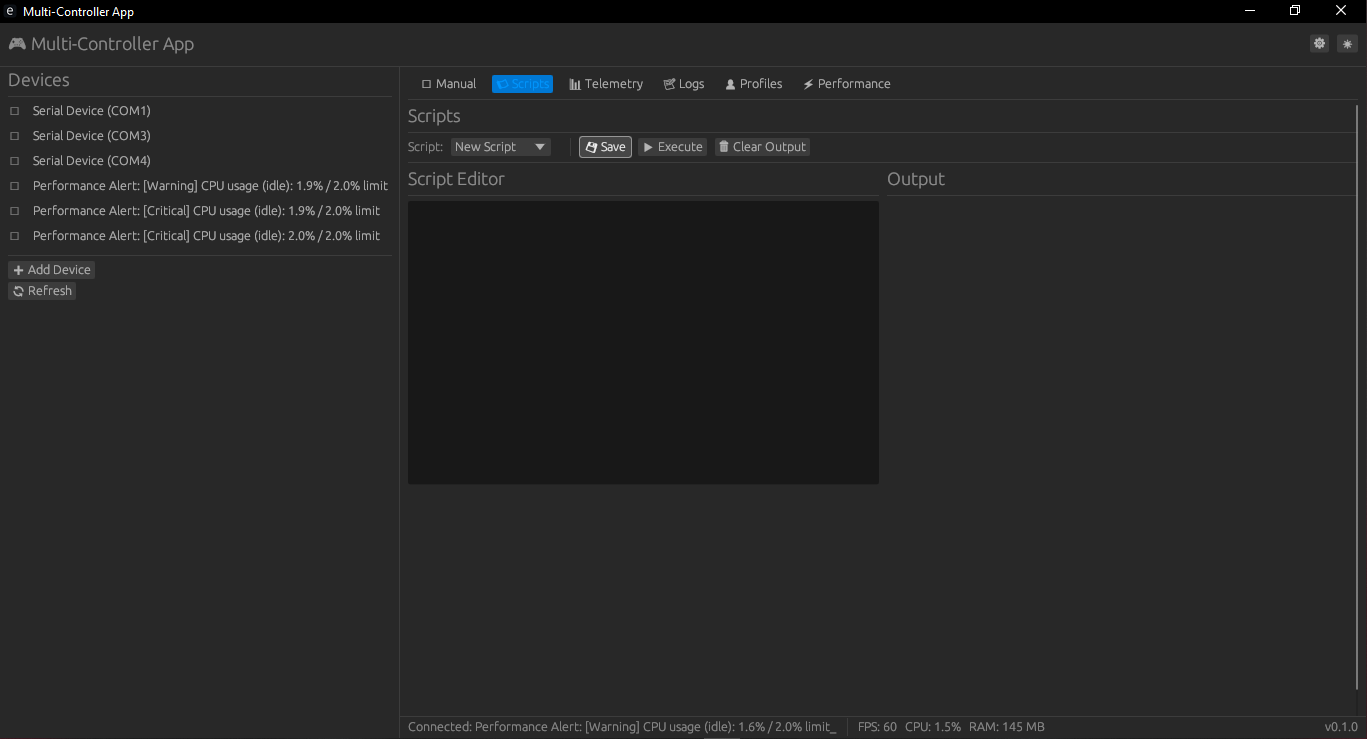 Multi-Controller App
Multi-Controller App
Devices
Serial Device (COM1)
Serial Device (COM3)
Serial Device (COM4)
Performance Alert: [Warning] CPU usage (idle): 1.9% / 2.0% limit
Performance Alert: [Critical] CPU usage (idle): 1.9% / 2.0% limit
Performance Alert: [Critical] CPU usage (idle): 2.0% / 2.0% limit
Add Device
Refresh
Manual Scripts Telemetry Logs Profiles Performance
Scripts
Script: New Script Save Execute Clear Output
Script Editor
Output
Connected: Performance Alert: [Warning] CPU usage (idle): 1.6% / 2.0% limit_ FPS: 60 CPU: 1.5% RAM: 145 MB v0.1.0